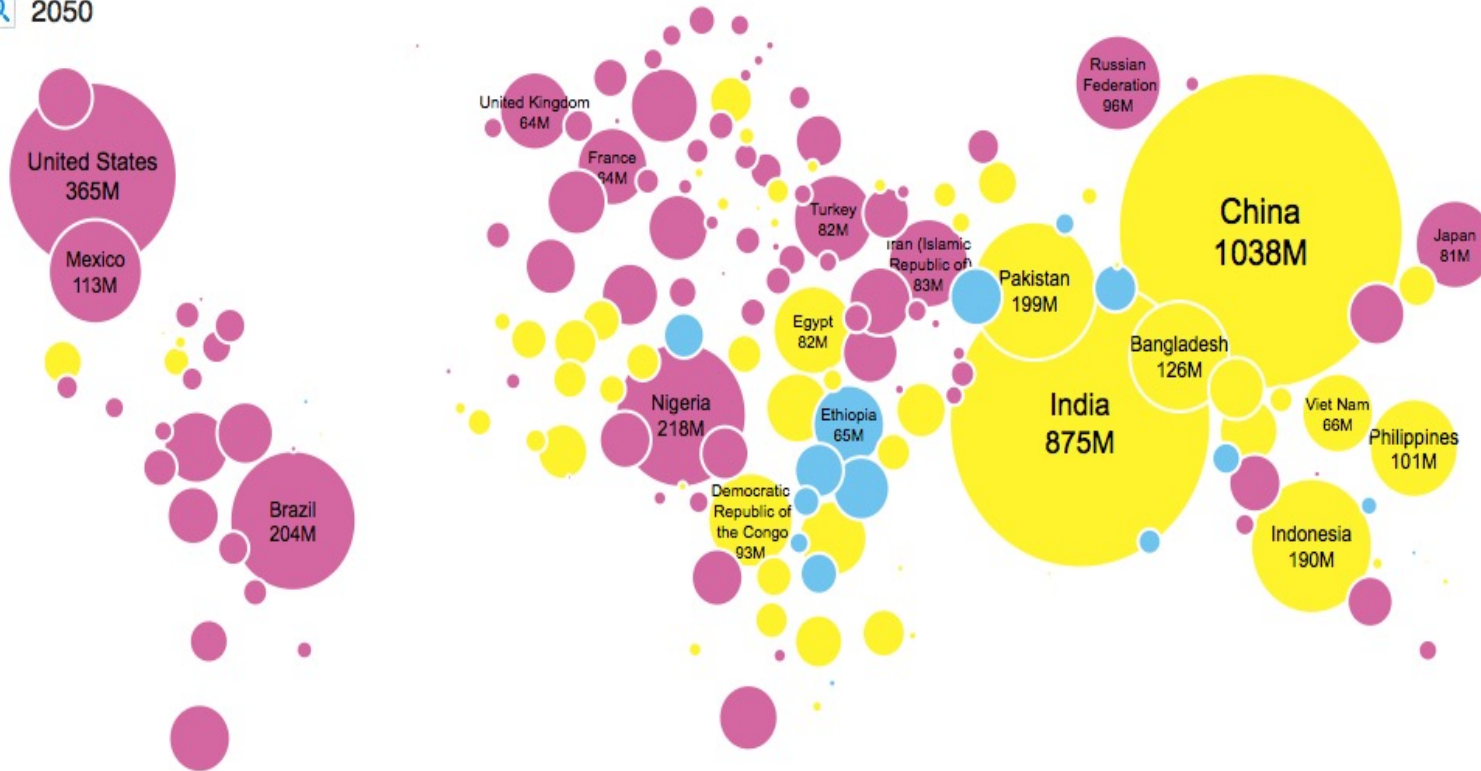 2050
United States
365M
Mexico
113M
Brazil
204M
United Kingdom
64M
France
64M
Turkey
82M
Iran (Islamic
Republic of)
83M
Egypt
82M
Nigeria
218M
Ethiopia
65M
Democratic
Republic of
the Congo
93M
Russian
Federation
96M
China
1038M
Japan
81M
Pakistan
199M
Bangladesh
126M
India
875M
Viet Nam
66M
Philippines
101M
Indonesia
190M